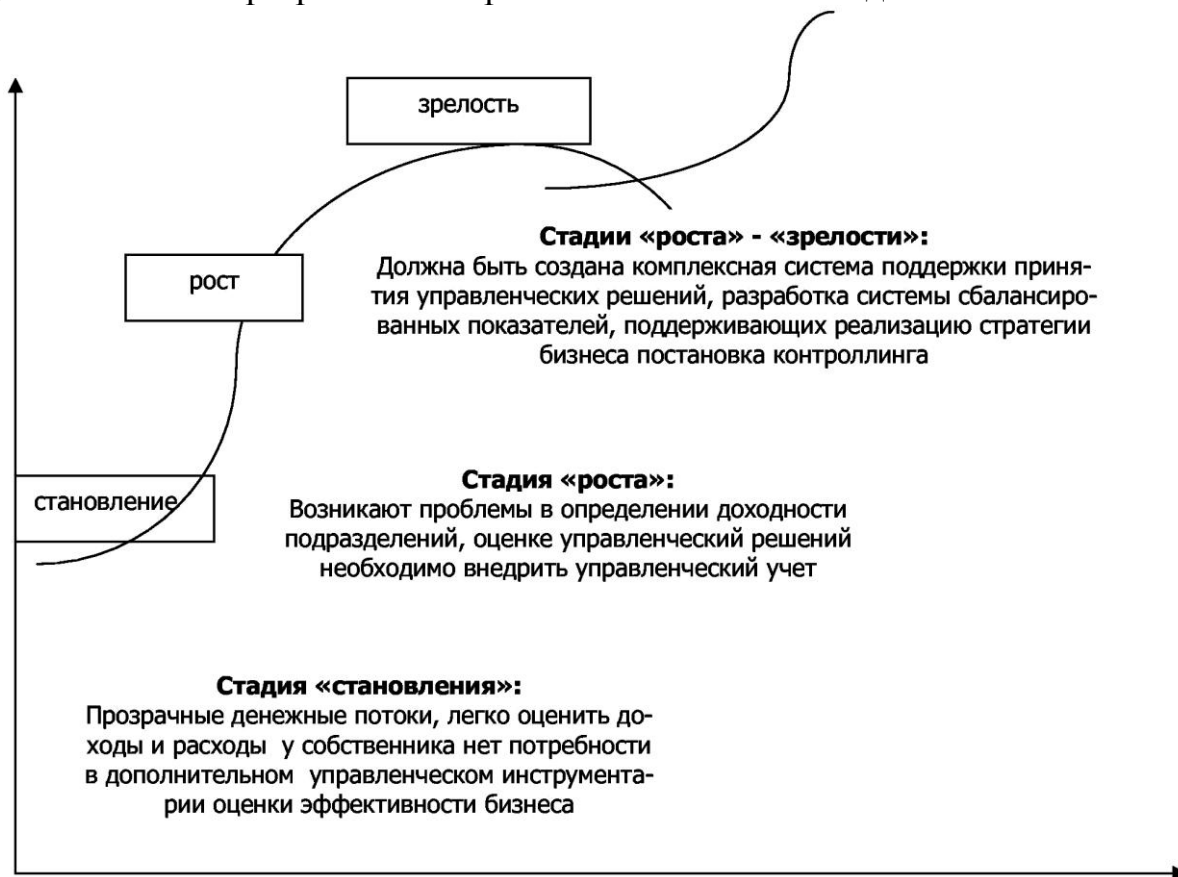 зрелость
Стадии «роста» - «зрелости»:
Должна быть создана комплексная система поддержки приня-
тия управленческих решений, разработка системы сбалансиро-
ванных показателей, поддерживающих реализацию стратегии
бизнеса постановка контроллинга
рост
становление
Стадия «роста»:
Возникают проблемы в определении доходности
подразделений, оценке управленческий решений
необходимо внедрить управленческий учет
Стадия «становления»:
Прозрачные денежные потоки, легко оценить до-
ходы и расходы у собственника нет потребности
в дополнительном управленческом инструмента-
рии оценки эффективности бизнеса